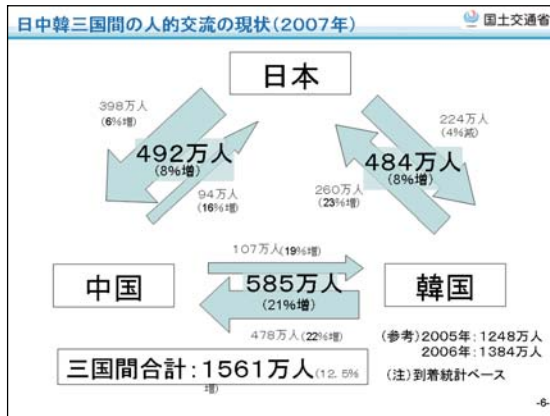 日中韓三国間の人的交流の現状(2007年)
国土交通省
日本
398万人
(6%増)
492万人
(8%増)
94万人
(16%増)
224万人
(4%減)
484万人
(8%増)
260万人
(23%増)
107万人(19%増)
中国
585万人
(21%増)
韓国
478万人(22%増)
三国間合計:1561万人(12.5%
増)
(参考)2005年:1248万人
2006年:1384万人
(注)到着統計ベース
-6-